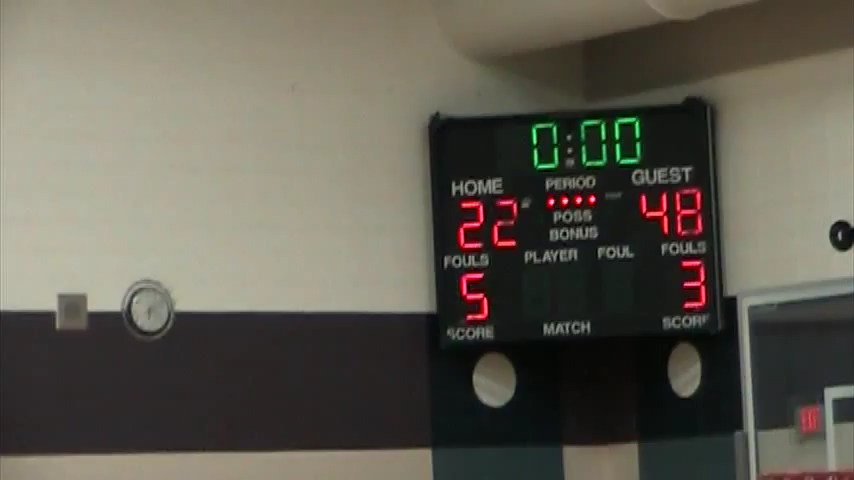 0:00
HOME PERIOD GUEST
22 48
POSS
BONUS
FOULS PLAYER FOUL FOULS
5 3
SCORE MATCH SCORE